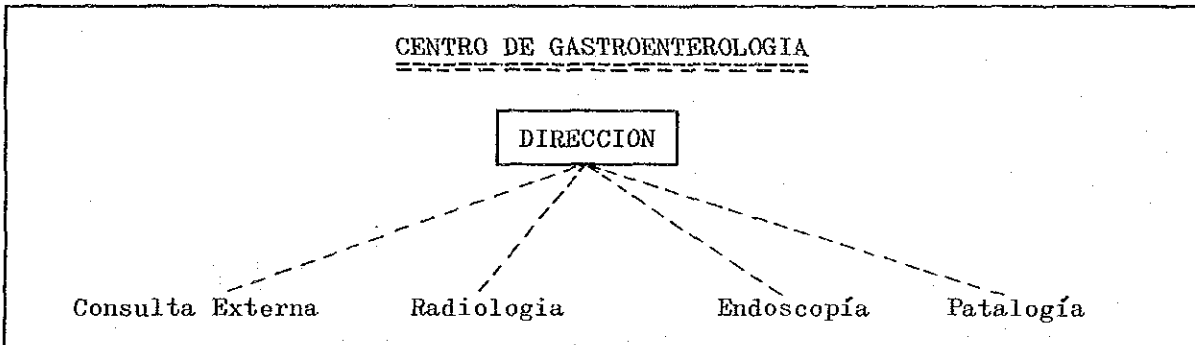 CENTRO DE GASTROENTEROLOGIA
DIRECCION
Consulta Externa Radiologia Endoscopía Patalogía